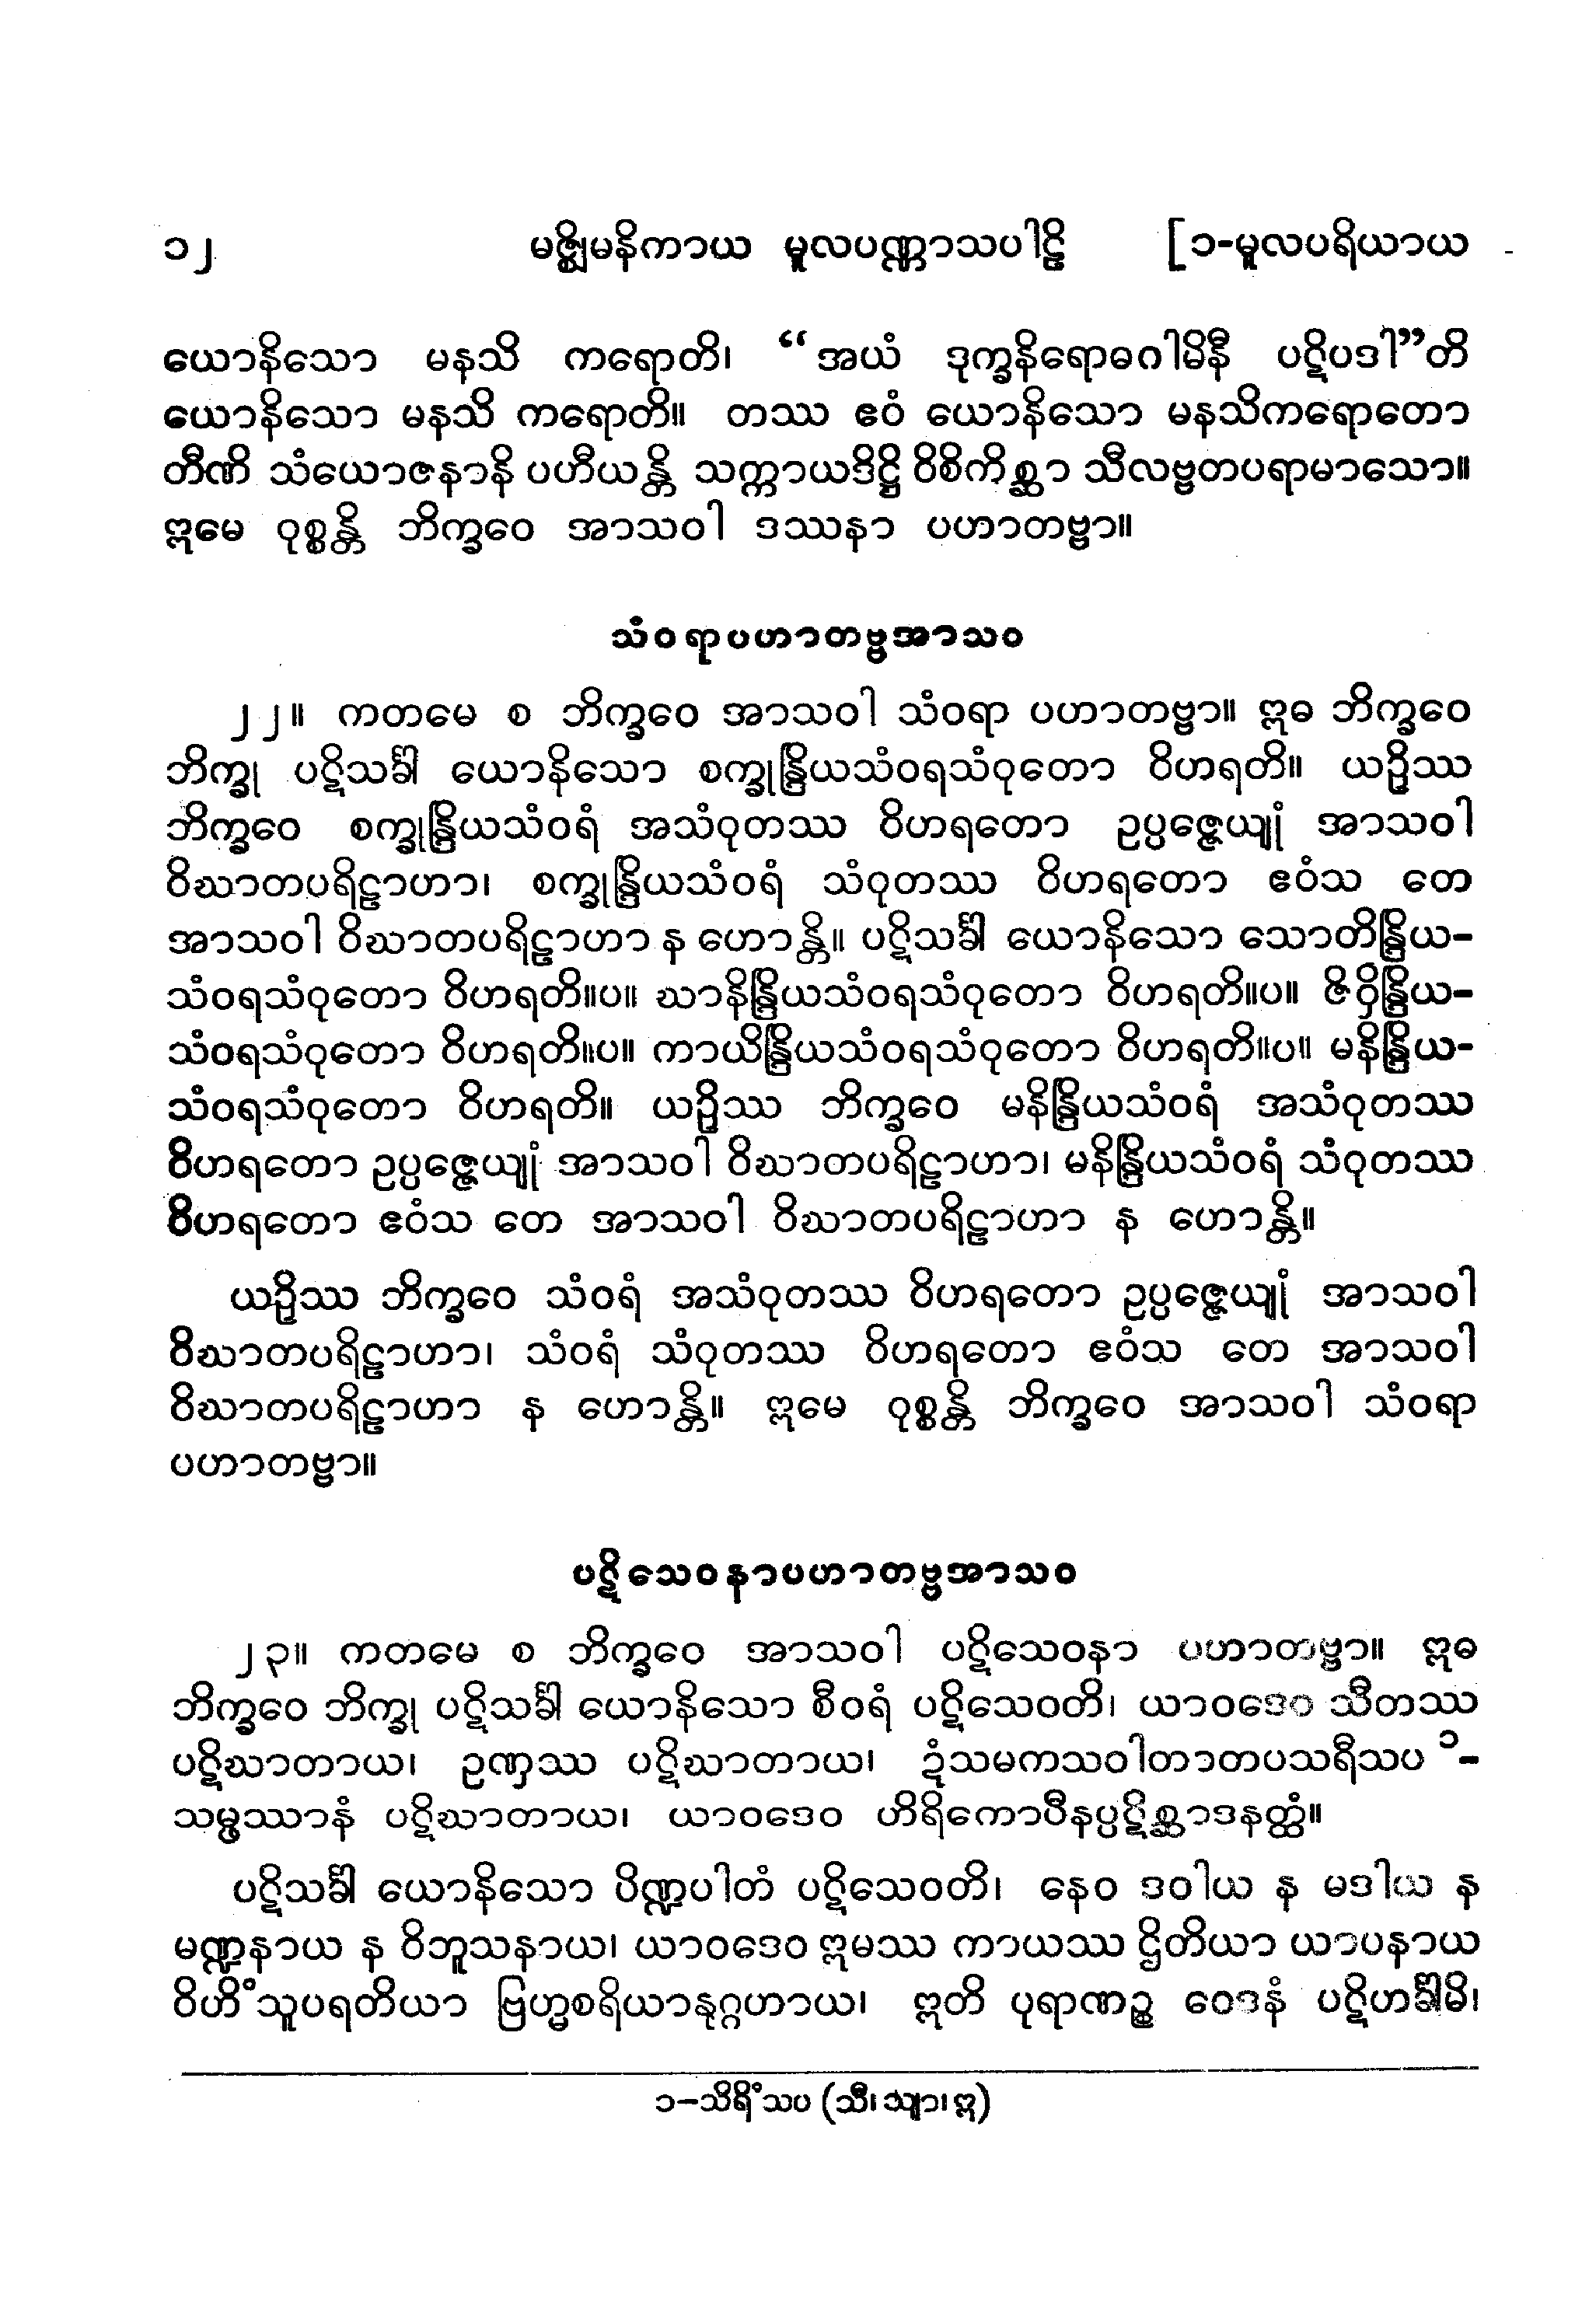 ၁၂ မဇ္ဈိမနိကာယ မူလပဏ္ဏာသပါဠိ [၁-မူလပရိယာယ
ယောနိသော မနသိ ကရောတိ၊ “အယံ ဒုက္ခနိရောဓဂါမိနီ ပဋိပဒါ”တိ
ယောနိသော မနသိ ကရောတိ။ တဿ ဧဝံ ယောနိသော မနသိကရောတော
တီဏိ သံယောဇနာနိ ပဟီယန္တိ သက္ကာယဒိဋ္ဌိ ဝိစိကိစ္ဆာ သီလဗ္ဗတပရာမာသော။
ဣမေ ဝုစ္စန္တိ ဘိက္ခဝေ အာသဝါ ဒဿနာ ပဟာတဗ္ဗာ။
သံဝရာပဟာတဗ္ဗအာသဝ
၂၂။ ကတမေ စ ဘိက္ခဝေ အာသဝါ သံဝရာ ပဟာတဗ္ဗာ။ ဣဓ ဘိက္ခဝေ
ဘိက္ခု ပဋိသင်္ခါ ယောနိသော စက္ခုန္ဒြိယသံဝရသံဝုတော ဝိဟရတိ။ ယဉှိဿ
ဘိက္ခဝေ စက္ခုန္ဒြိယသံဝရံ အသံဝုတဿ ဝိဟရတော ဥပ္ပဇ္ဇေယျုံ အာသဝါ
ဝိဃာတပရိဠာဟာ၊ စက္ခုန္ဒြိယသံဝရံ သံဝုတဿ ဝိဟရတော ဧဝံသ တေ
အာသဝါ ဝိဃာတပရိဠာဟာ န ဟောန္တိ။ ပဋိသင်္ခါ ယောနိသော သောတိန္ဒြိယ-
သံဝရသံဝုတော ဝိဟရတိ။ပ။ ဃာနိန္ဒြိယသံဝရသံဝုတော ဝိဟရတိ။ပ။ ဇိဝှိန္ဒြိယ-
သံဝရသံဝုတော ဝိဟရတိ။ပ။ ကာယိန္ဒြိယသံဝရသံဝုတော ဝိဟရတိ။ပ။ မနိန္ဒြိယ-
သံဝရသံဝုတော ဝိဟရတိ။ ယဉှိဿ ဘိက္ခဝေ မနိန္ဒြိယသံဝရံ အသံဝုတဿ
ဝိဟရတော ဥပ္ပဇ္ဇေယျုံ အာသဝါ ဝိဃာတပရိဠာဟာ၊ မနိန္ဒြိယသံဝရံ သံဝုတဿ
ဝိဟရတော ဧဝံသ တေ အာသဝါ ဝိဃာတပရိဠာဟာ န ဟောန္တိ။
ယဉှိဿ ဘိက္ခဝေ သံဝရံ အသံဝုတဿ ဝိဟရတော ဥပ္ပဇ္ဇေယျုံ အာသဝါ
ဝိဃာတပရိဠာဟာ၊ သံဝရံ သံဝုတဿ ဝိဟရတော ဧဝံသ တေ အာသဝါ
ဝိဃာတပရိဠာဟာ န ဟောန္တိ။ ဣမေ ဝုစ္စန္တိ ဘိက္ခဝေ အာသဝါ သံဝရာ
ပဟာတဗ္ဗာ။
ပဋိသေဝနာပဟာတဗ္ဗအာသဝ
၂၃။ ကတမေ စ ဘိက္ခဝေ အာသဝါ ပဋိသေဝနာ ပဟာတဗ္ဗာ။ ဣဓ
ဘိက္ခဝေ ဘိက္ခု ပဋိသင်္ခါ ယောနိသော စီဝရံ ပဋိသေဝတိ၊ ယာဝဒေဝ သီတဿ
ပဋိဃာတာယ၊ ဥဏှဿ ပဋိဃာတာယ၊ ဍံသမကသဝါတာတပသရီသပ ၁-
သမ္ဖဿာနံ ပဋိဃာတာယ၊ ယာဝဒေဝ ဟိရိကောပီနပ္ပဋိစ္ဆာဒနတ္ထံ။
ပဋိသင်္ခါ ယောနိသော ပိဏ္ဍပါတံ ပဋိသေဝတိ၊ နေဝ ဒဝါယ န မဒါယ န
မဏ္ဍနာယ န ဝိဘူသနာယ၊ ယာဝဒေဝ ဣမဿ ကာယဿ ဌိတိယာ ယာပနာယ
ဝိဟိံသူပရတိယာ ဗြဟ္မစရိယာနုဂ္ဂဟာယ၊ ဣတိ ပုရာဏဉ္စ ဝေဒနံ ပဋိဟင်္ခါမိ၊
၁-သိရိံသပ (သီ၊ သျာ၊ ဣ)